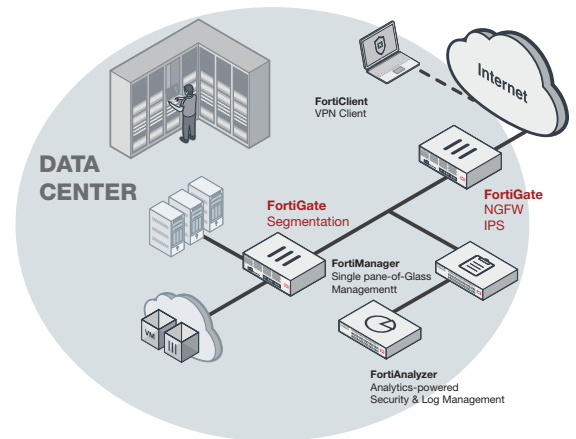 Internet
FortiClient
VPN Client
DATA
CENTER
FortiGate
NGFW
IPS
FortiGate
Segmentation
FortiManager
Single pane-of-Glass
Managementt
VM
FortiAnalyzer
Analytics-powered
Security & Log Management